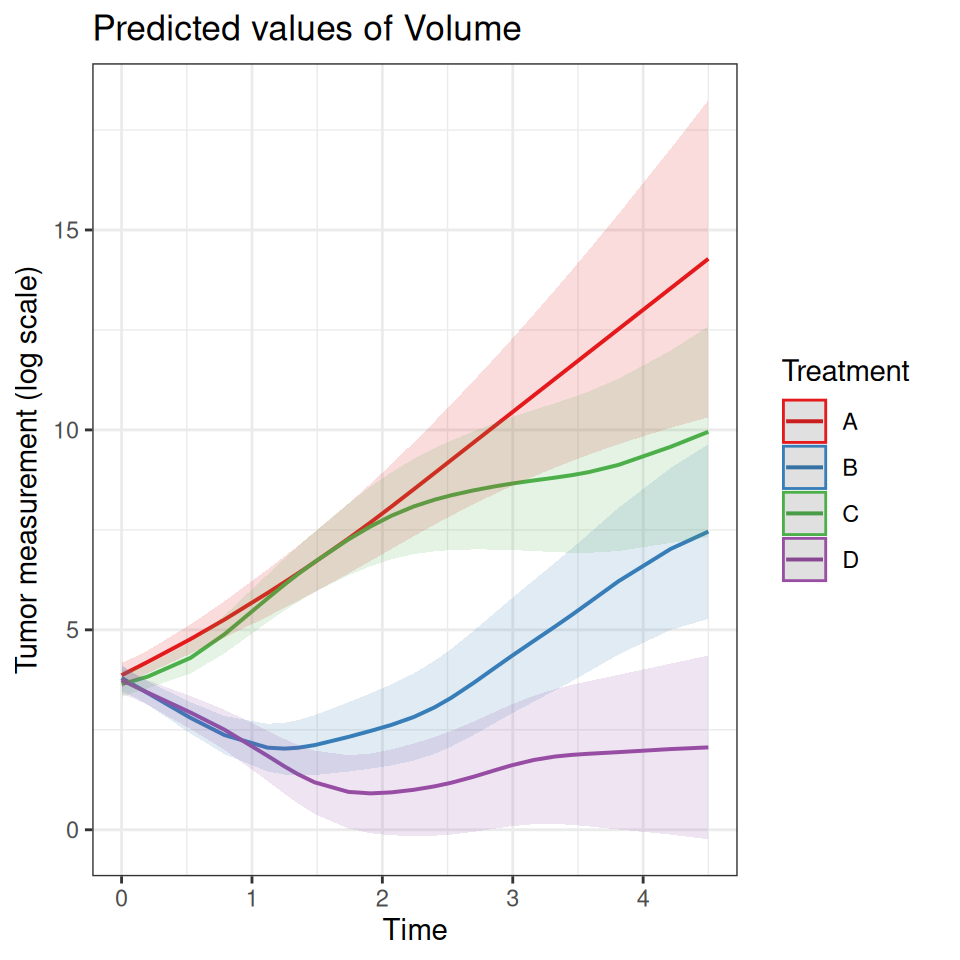 Predicted values of Volume
Tumor measurement (log scale)
15
10
5
0
0 1 2 3 4
Time
Treatment
A
B
C
D